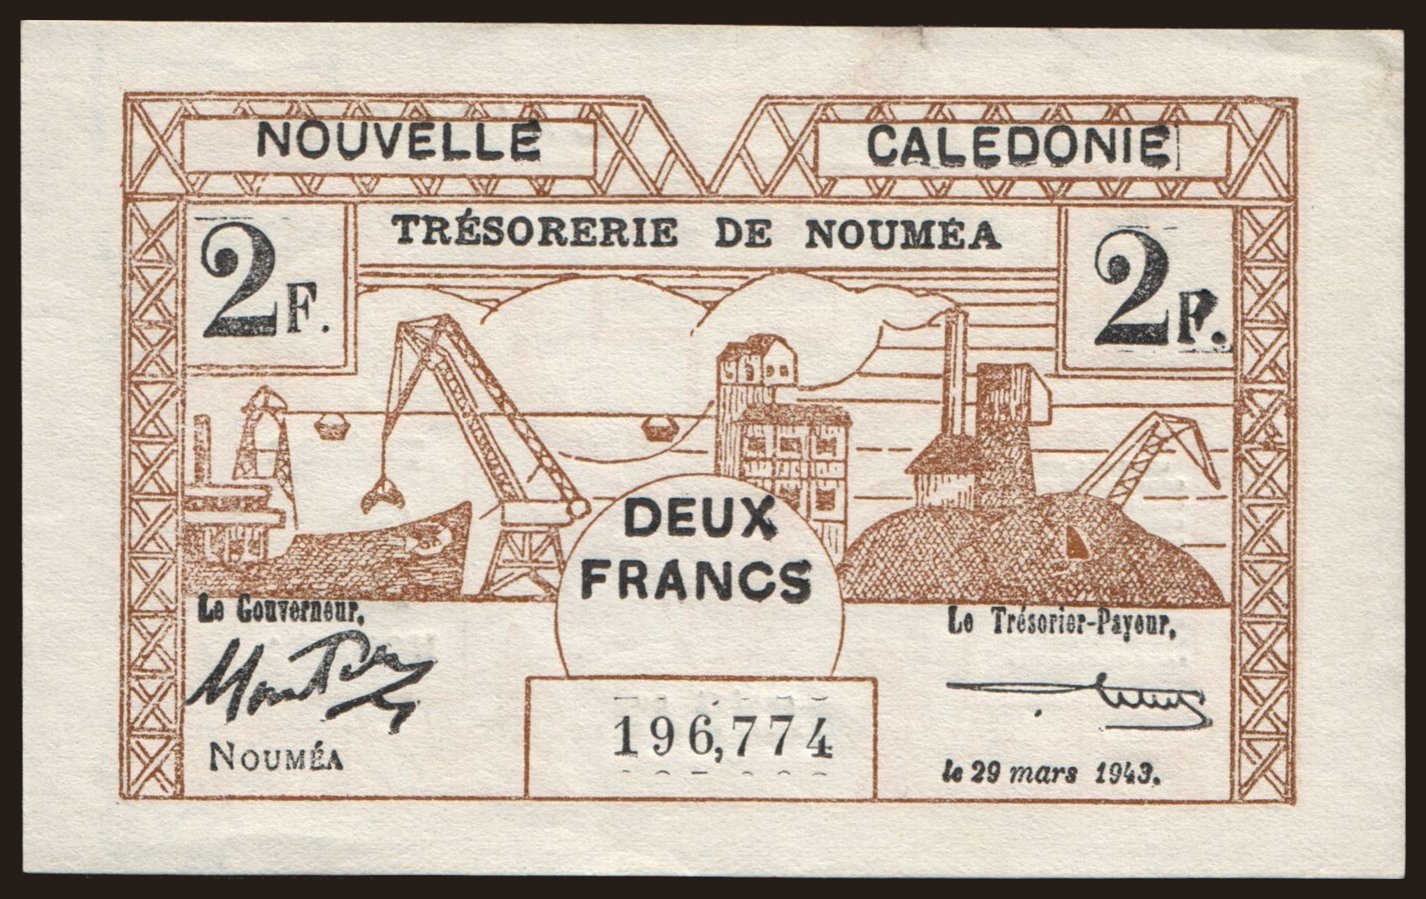 NOUVELLE CALEDONIE
TRÉSORERIE DE NOUMÉA
2F. 2F.
DEUX
FRANCS
Le Gouverneur,
Le Trésorier-Payeur,
196,774
NOUMÉA
le 29 mars 1943.